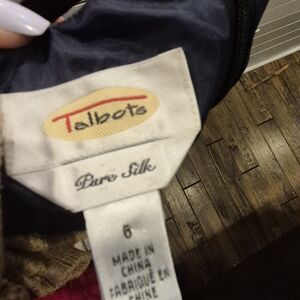 Talbots
Pure Silk
6
MADE IN
CHINA
FABRIQUÉ EN
CHINE